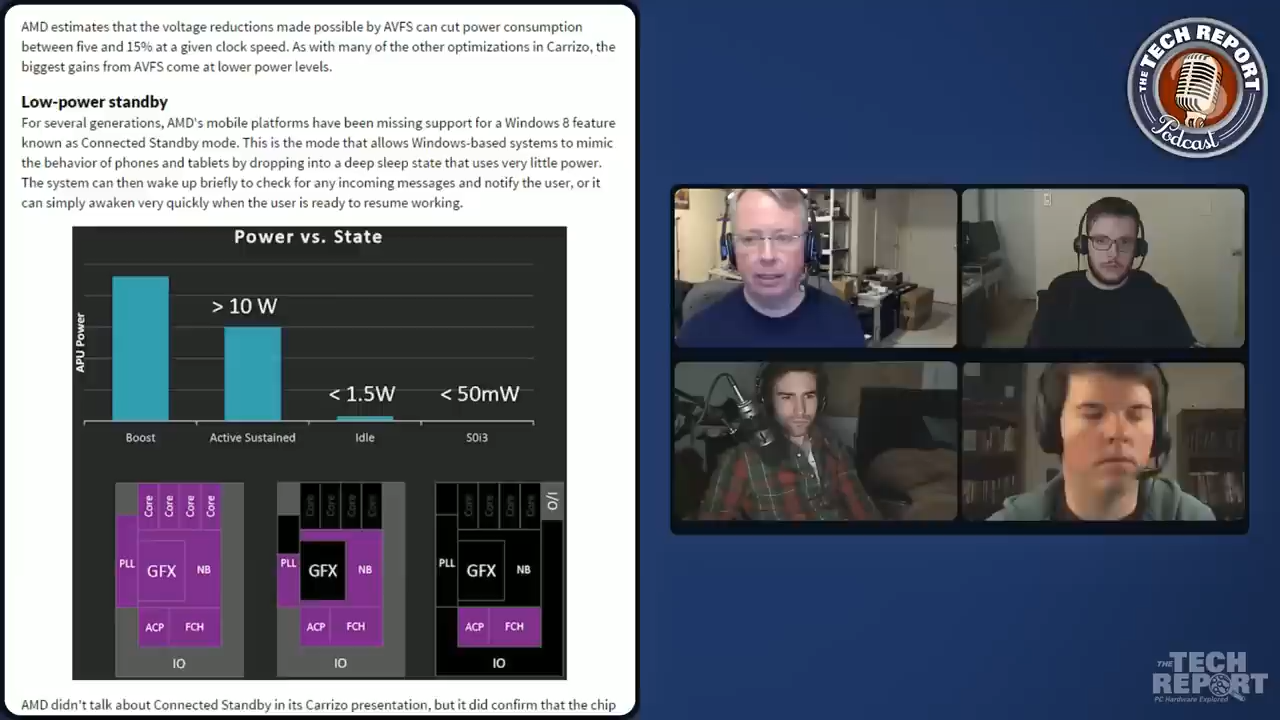 AMD estimates that the voltage reductions made possible by AVFS can cut power consumption
between five and 15% at a given clock speed. As with many of the other optimizations in Carrizo, the
biggest gains from AVFS come at lower power levels.
Low-power standby
For several generations, AMD's mobile platforms have been missing support for a Windows 8 feature
known as Connected Standby mode. This is the mode that allows Windows-based systems to mimic
the behavior of phones and tablets by dropping into a deep sleep state that uses very little power.
The system can then wake up briefly to check for any incoming messages and notify the user, or it
can simply awaken very quickly when the user is ready to resume working.
Power vs. State
APU Power
> 10 W
< 1.5W
< 50mW
Boost
Active Sustained
Idle
S0i3
Core
Core
Core
Core
PLL
GFX
NB
ACP
FCH
IO
Core
Core
Core
Core
PLL
GFX
NB
ACP
FCH
IO
Core
Core
Core
Core
I/O
PLL
GFX
NB
ACP
FCH
IO
AMD didn't talk about Connected Standby in its Carrizo presentation, but it did confirm that the chip
THE TECH REPORT
Podcast
THE TECH
REPORT
PC Hardware Explored